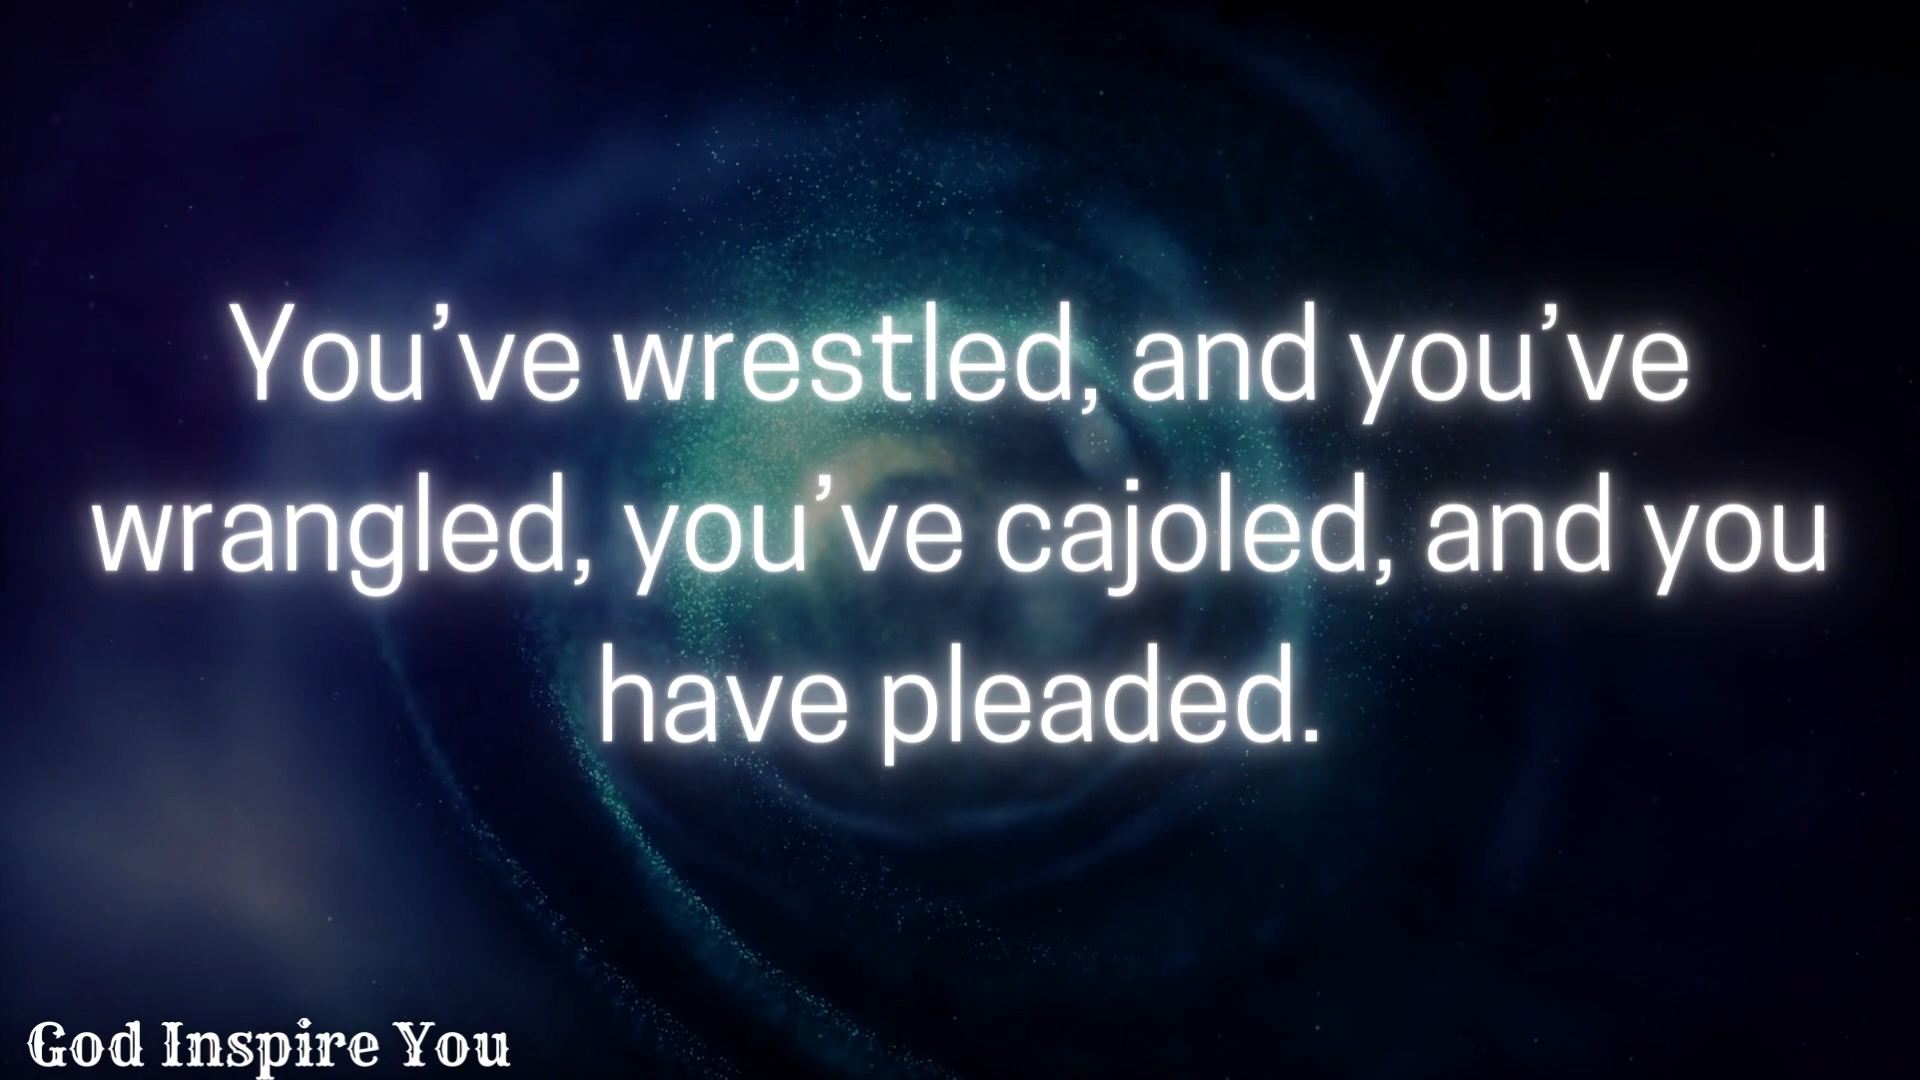 You’ve wrestled, and you’ve
wrangled, you’ve cajoled, and you
have pleaded.
God Inspire You